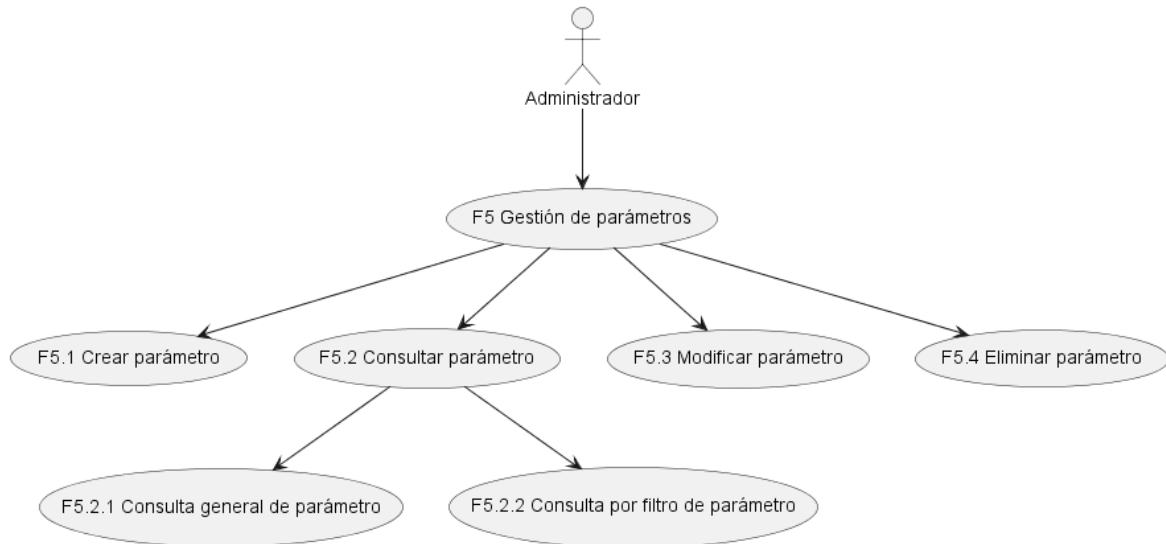 Administrador
F5 Gestión de parámetros
F5.1 Crear parámetro
F5.2 Consultar parámetro
F5.3 Modificar parámetro
F5.4 Eliminar parámetro
F5.2.1 Consulta general de parámetro
F5.2.2 Consulta por filtro de parámetro